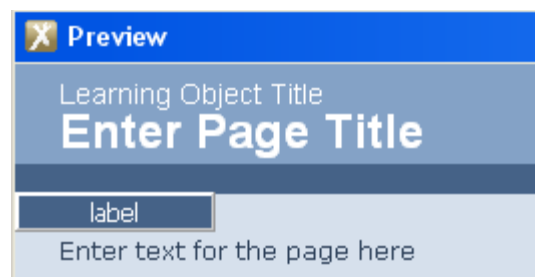 Preview
Learning Object Title
Enter Page Title
label
Enter text for the page here